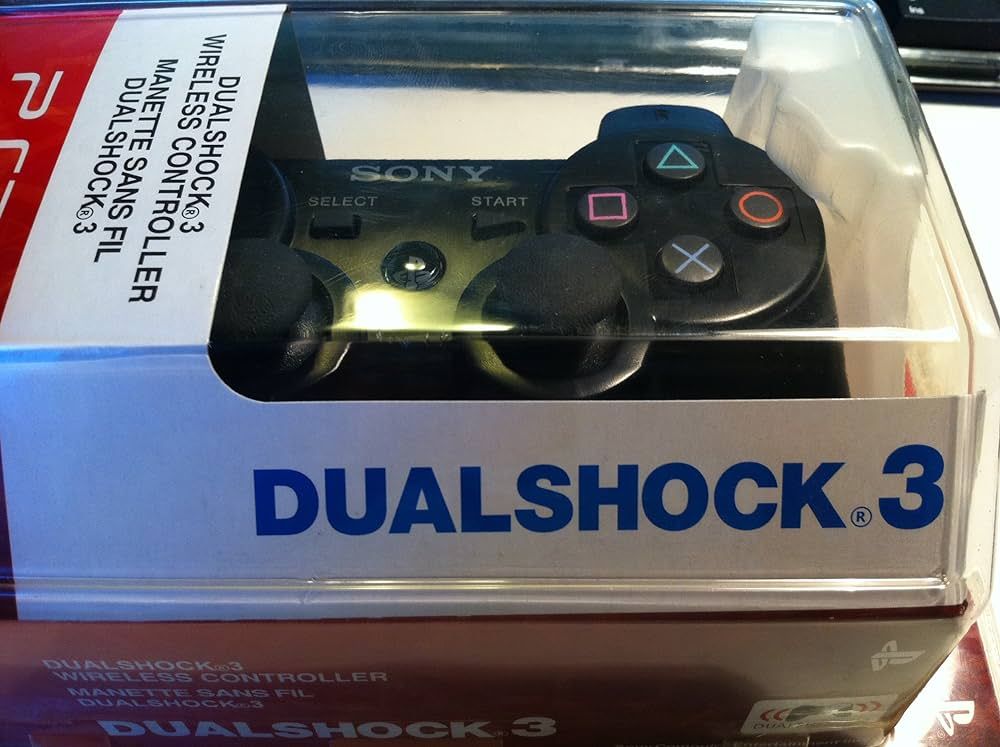 DUALSHOCK®3
WIRELESS CONTROLLER
MANETTE SANS FIL
DUALSHOCK®3
SONY
SELECT
START
DUALSHOCK®3
DUALSHOCK®3
WIRELESS CONTROLLER
MANETTE SANS FIL
DUALSHOCK®3
DUALSHOCK®3